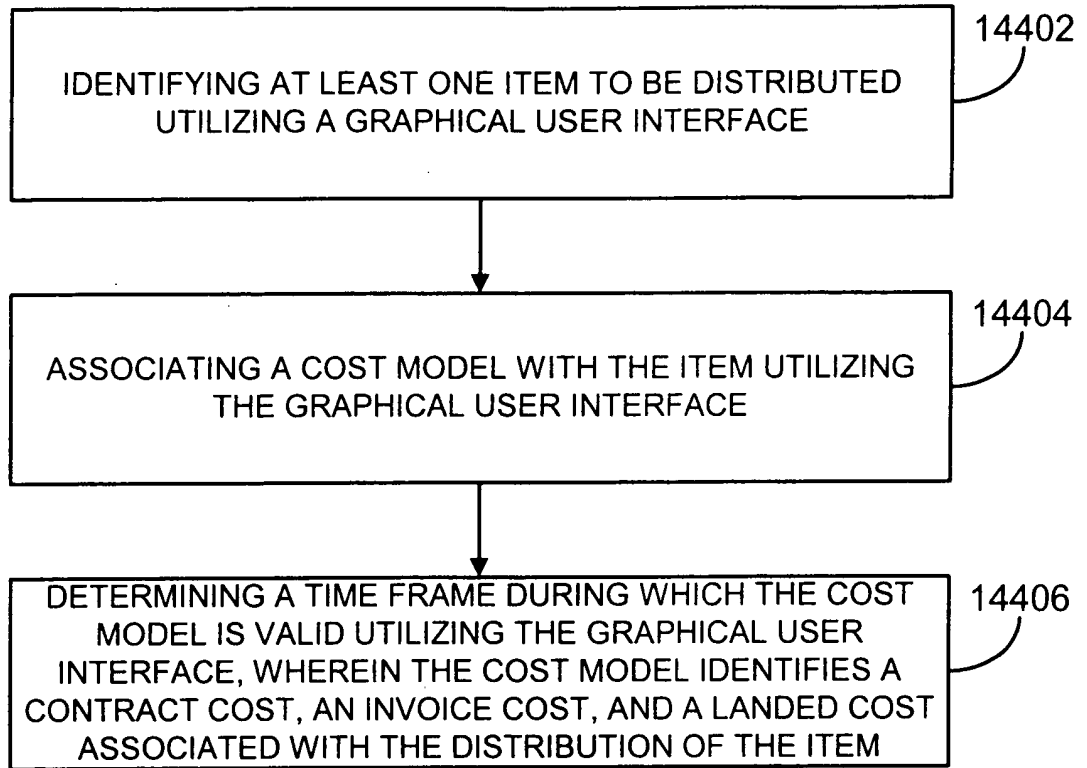 14402
IDENTIFYING AT LEAST ONE ITEM TO BE DISTRIBUTED
UTILIZING A GRAPHICAL USER INTERFACE
14404
ASSOCIATING A COST MODEL WITH THE ITEM UTILIZING
THE GRAPHICAL USER INTERFACE
14406
DETERMINING A TIME FRAME DURING WHICH THE COST
MODEL IS VALID UTILIZING THE GRAPHICAL USER
INTERFACE, WHEREIN THE COST MODEL IDENTIFIES A
CONTRACT COST, AN INVOICE COST, AND A LANDED COST
ASSOCIATED WITH THE DISTRIBUTION OF THE ITEM